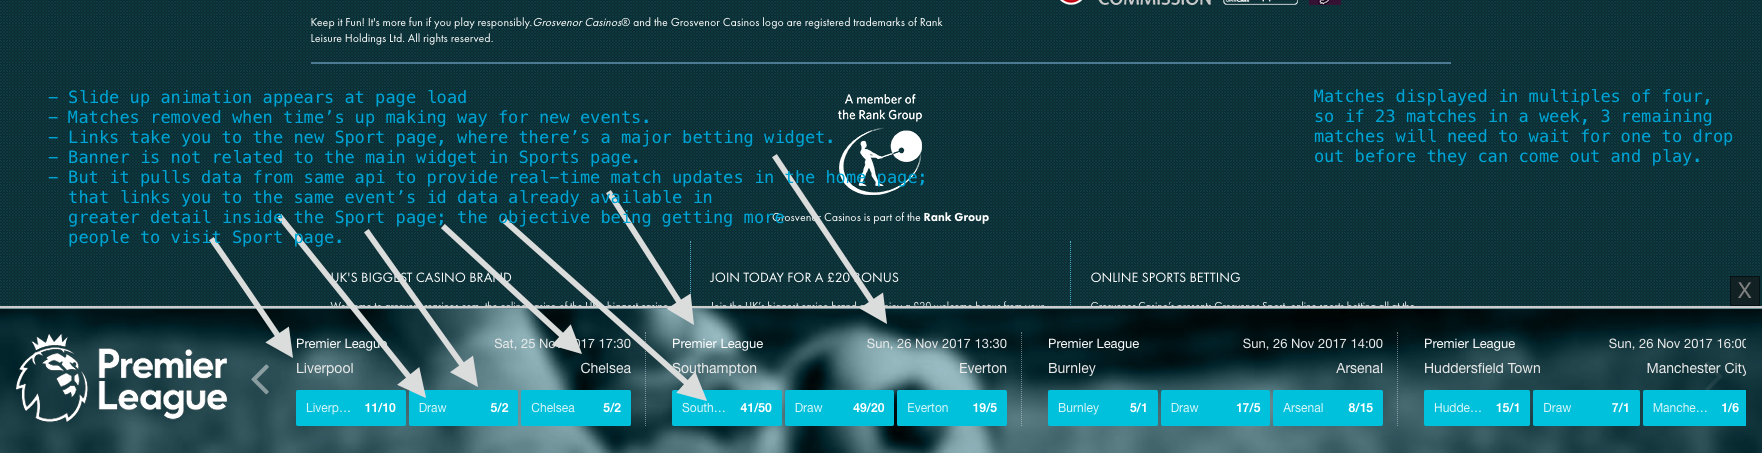 COMMISSION
Keep it Fun! It's more fun if you play responsibly.Grosvenor Casinos® and the Grosvenor Casinos logo are registered trademarks of Rank
Leisure Holdings Ltd. All rights reserved.
– Slide up animation appears at page load
– Matches removed when time's up making way for new events.
– Links take you to the new Sport page, where there's a major betting widget.
– Banner is not related to the main widget in Sports page.
– But it pulls data from same api to provide real-time match updates in the home page;
that links you to the same event's id data already available in
greater detail inside the Sport page; the objective being getting more
people to visit Sport page.
A member of
the Rank Group
Grosvenor Casinos is part of the Rank Group
Matches displayed in multiples of four,
so if 23 matches in a week, 3 remaining
matches will need to wait for one to drop
out before they can come out and play.
UK'S BIGGEST CASINO BRAND
JOIN TODAY FOR A £20 BONUS
ONLINE SPORTS BETTING
X
Premier
League
Premier League Sat, 25 Nov 2017 17:30
Liverpool Chelsea
Liverp... 11/10 Draw 5/2 Chelsea 5/2
Premier League Sun, 26 Nov 2017 13:30
Southampton Everton
South... 41/50 Draw 49/20 Everton 19/5
Premier League Sun, 26 Nov 2017 14:00
Burnley Arsenal
Burnley 5/1 Draw 17/5 Arsenal 8/15
Premier League Sun, 26 Nov 2017 16:00
Huddersfield Town Manchester City
Hudde... 15/1 Draw 7/1 Manche... 1/6